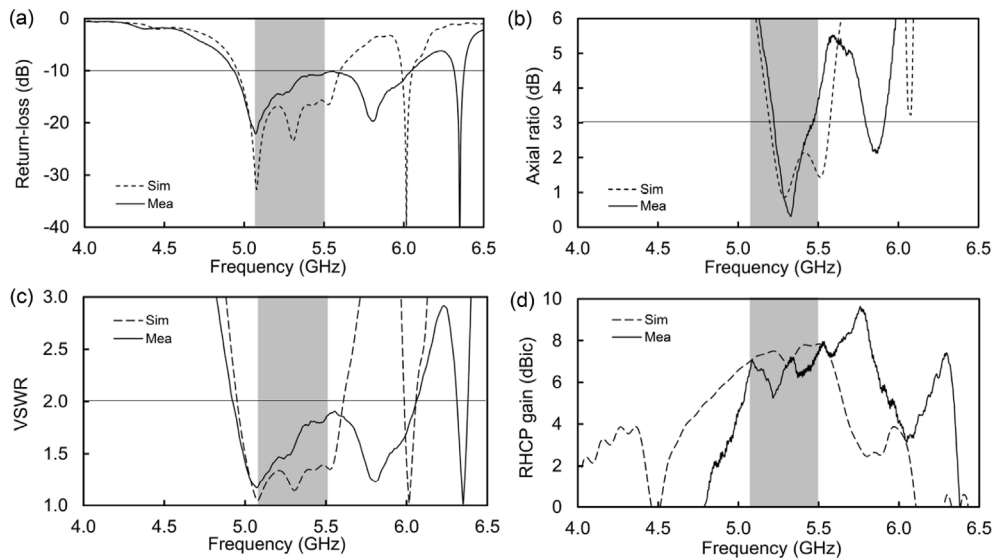 (a)
0
-10
-20
-30
-40
Return-loss (dB)
Sim
Mea
4.0 4.5 5.0 5.5 6.0 6.5
Frequency (GHz)
(b)
6
5
4
3
2
1
0
Axial ratio (dB)
Sim
Mea
4.0 4.5 5.0 5.5 6.0 6.5
Frequency (GHz)
(c)
3.0
2.5
2.0
1.5
1.0
VSWR
Sim
Mea
4.0 4.5 5.0 5.5 6.0 6.5
Frequency (GHz)
(d)
10
8
6
4
2
0
RHCP gain (dBic)
Sim
Mea
4.0 4.5 5.0 5.5 6.0 6.5
Frequency (GHz)